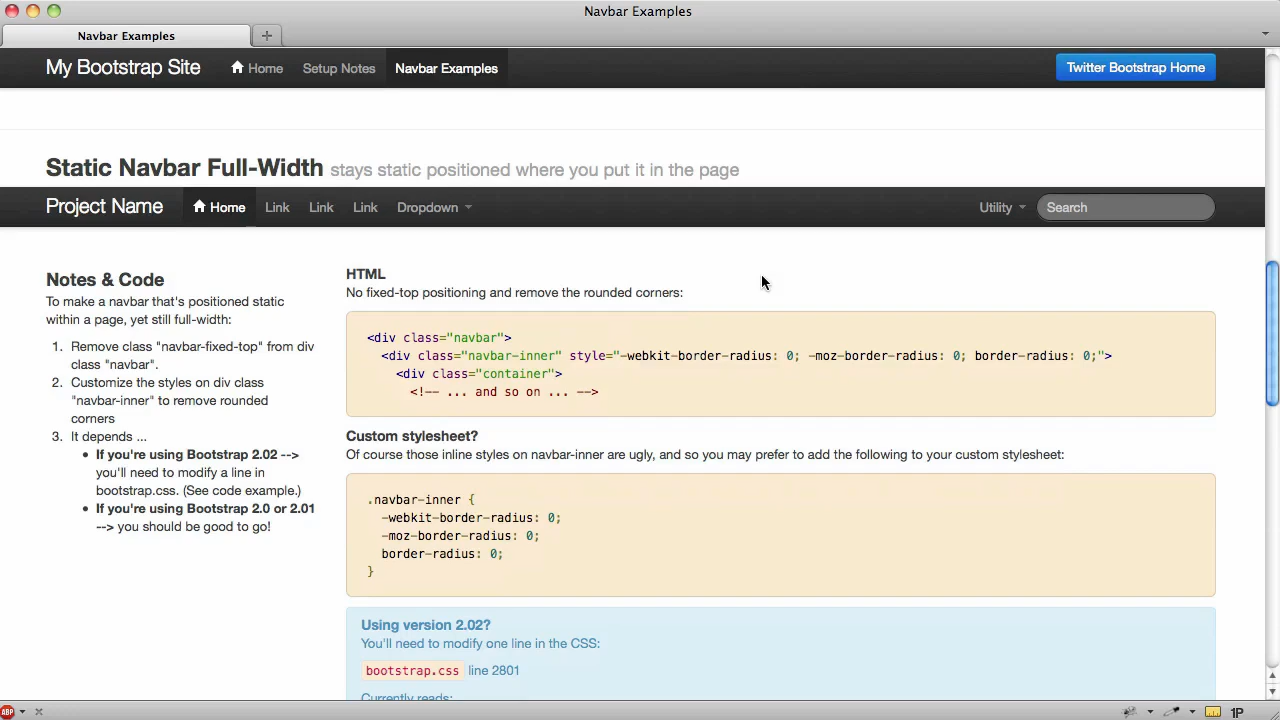 Navbar Examples
Navbar Examples
My Bootstrap Site Home Setup Notes Navbar Examples Twitter Bootstrap Home
Static Navbar Full-Width stays static positioned where you put it in the page
Project Name Home Link Link Link Dropdown Utility Search
Notes & Code
To make a navbar that's positioned static
within a page, yet still full-width:
1. Remove class "navbar-fixed-top" from div
class "navbar".
2. Customize the styles on div class
"navbar-inner" to remove rounded
corners
3. It depends ...
• If you're using Bootstrap 2.02 -->
you'll need to modify a line in
bootstrap.css. (See code example.)
• If you're using Bootstrap 2.0 or 2.01
--> you should be good to go!
HTML
No fixed-top positioning and remove the rounded corners:
<div class="navbar">
<div class="navbar-inner" style="-webkit-border-radius: 0; -moz-border-radius: 0; border-radius: 0;">
<div class="container">
<!-- ... and so on ... -->
Custom stylesheet?
Of course those inline styles on navbar-inner are ugly, and so you may prefer to add the following to your custom stylesheet:
.navbar-inner {
-webkit-border-radius: 0;
-moz-border-radius: 0;
border-radius: 0;
}
Using version 2.02?
You'll need to modify one line in the CSS:
bootstrap.css line 2801
Currently reads:
ABP 1P